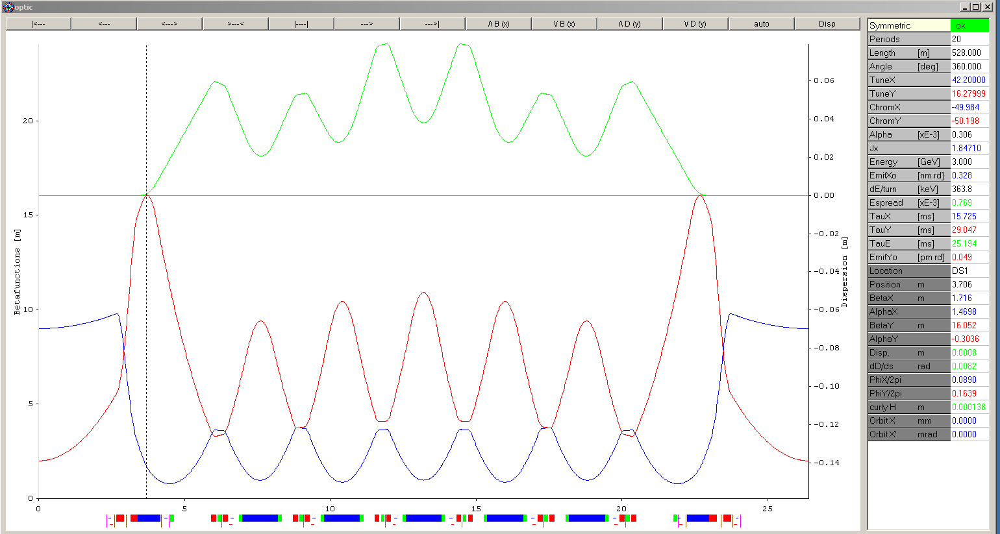 optic
|<--- <--- <---> >---< |----| ---> --->| /\ B (x) \/ B (x) /\ D (y) \/ D (y) auto Disp
Symmetric ok
Periods 20
Length [m] 528.000
Angle [deg] 360.000
TuneX 42.20000
TuneY 16.27999
ChromX -49.984
ChromY -50.198
Alpha [xE-3] 0.306
Jx 1.84710
Energy [GeV] 3.000
EmitXo [nm rd] 0.328
dE/turn [keV] 363.8
Espread [xE-3] 0.769
TauX [ms] 15.725
TauY [ms] 29.047
TauE [ms] 25.194
EmitYo [pm rd] 0.049
Location DS1
Position m 3.706
BetaX m 1.716
AlphaX 1.4698
BetaY m 16.052
AlphaY -0.3036
Disp. m 0.0008
dD/ds rad 0.0082
PhiX/2pi 0.0890
PhiY/2pi 0.1639
curly H m 0.000138
Orbit X mm 0.0000
Orbit X' mrad 0.0000
Betafunctions [m]
20
15
10
5
0
0 5 10 15 20 25
0.06
0.04
0.02
0.00
-0.02
-0.04
-0.06
-0.08
-0.10
-0.12
-0.14
Dispersion [m]